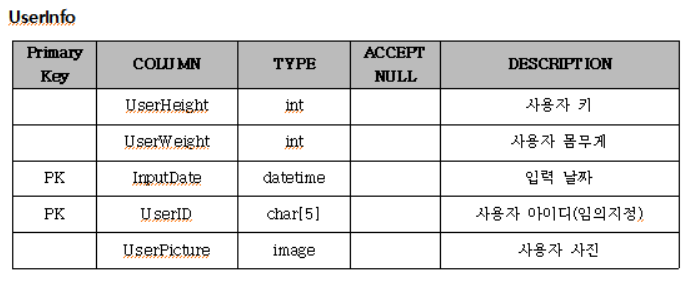 UserInfo
Primary Key COLUMN TYPE ACCEPT NULL DESCRIPTION
UserHeight int 사용자 키
UserWeight int 사용자 몸무게
PK InputDate datetime 입력 날짜
PK UserID char[5] 사용자 아이디(임의지정)
UserPicture image 사용자 사진